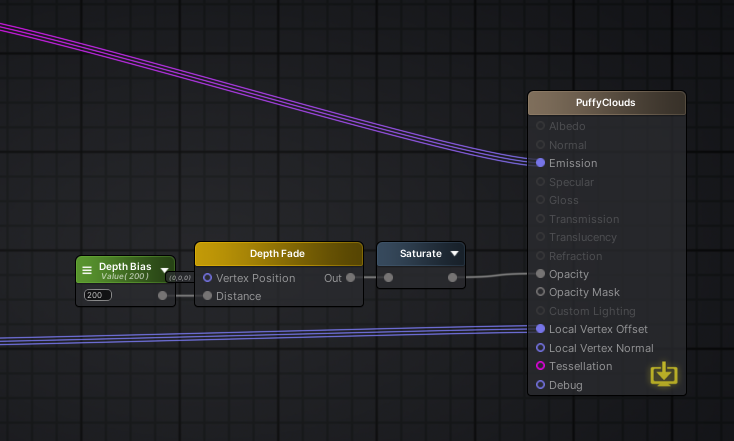 PuffyClouds
Albedo
Normal
Emission
Specular
Gloss
Transmission
Translucency
Refraction
Opacity
Opacity Mask
Custom Lighting
Local Vertex Offset
Local Vertex Normal
Tessellation
Debug
Depth Bias
Value( 200 )
200
(0,0,0)
Depth Fade
Vertex Position
Out
Distance
Saturate